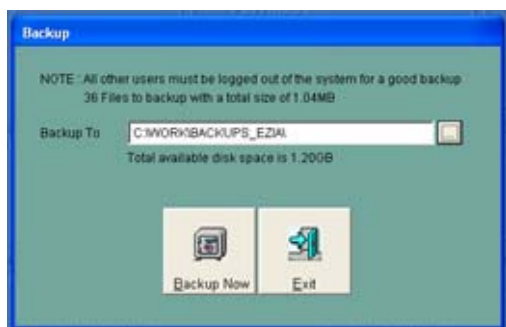 Backup
NOTE : All other users must be logged out of the system for a good backup
36 Files to backup with a total size of 1.04MB
Backup To
C:\WORK\BACKUPS_EZIA\
Total available disk space is 1.20GB
Backup Now
Exit